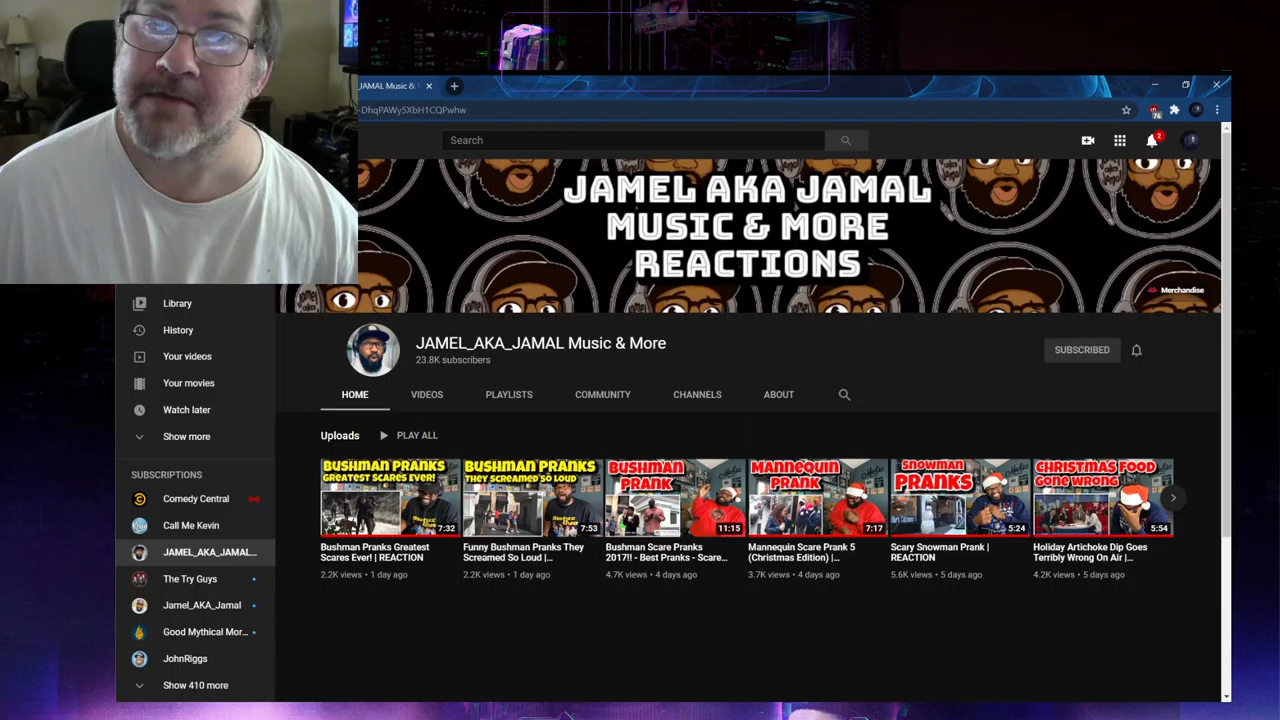 JAMAL Music &
-DhqPAWy5XbH1CQPwhw
76
Search
2
JAMEL AKA JAMAL
MUSIC & MORE
REACTIONS
Merchandise
Library
History
Your videos
Your movies
Watch later
Show more
SUBSCRIPTIONS
Comedy Central
Call Me Kevin
JAMEL_AKA_JAMAL...
The Try Guys
Jamel_AKA_Jamal
Good Mythical Mor...
JohnRiggs
Show 410 more
JAMEL_AKA_JAMAL Music & More
23.8K subscribers
SUBSCRIBED
HOME VIDEOS PLAYLISTS COMMUNITY CHANNELS ABOUT
Uploads PLAY ALL
BUSHMAN PRANKS
GREATEST SCARES EVER!
7:32
Bushman Pranks Greatest
Scares Ever! | REACTION
2.2K views • 1 day ago
BUSHMAN PRANKS
THEY SCREAMED SO LOUD
7:53
Funny Bushman Pranks They
Screamed So Loud |...
2.2K views • 1 day ago
BUSHMAN
PRANK
11:15
Bushman Scare Pranks
2017!! - Best Pranks - Scare...
4.7K views • 4 days ago
MANNEQUIN
PRANK
7:17
Mannequin Scare Prank 5
(Christmas Edition) |...
3.7K views • 4 days ago
SNOWMAN
PRANKS
5:24
Scary Snowman Prank |
REACTION
5.6K views • 5 days ago
CHRISTMAS FOOD
GONE WRONG
5:54
Holiday Artichoke Dip Goes
Terribly Wrong On Air |...
4.2K views • 5 days ago